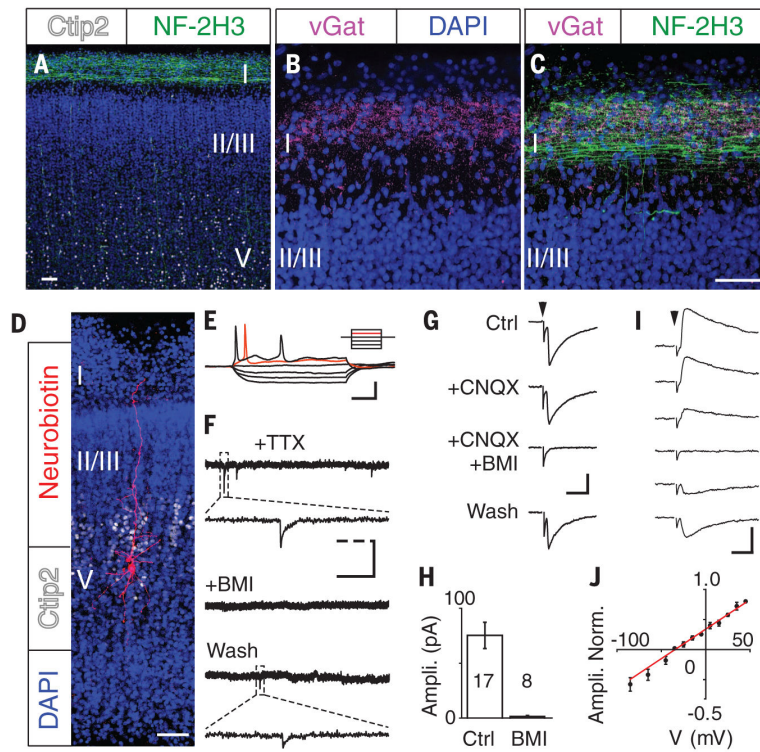 Ctip2 NF-2H3 vGat DAPI vGat NF-2H3
A B C
I
II/III
V
I
II/III
I
II/III
D E G I
Neurobiotin
Ctip2
DAPI
I
II/III
V
F
+TTX
+BMI
Wash
Ctrl
+CNQX
+CNQX
+BMI
Wash
H
Ampli. (pA)
100
0
17 8
Ctrl BMI
J
Ampli. Norm.
1.0
-100 0 50
-0.5
V (mV)